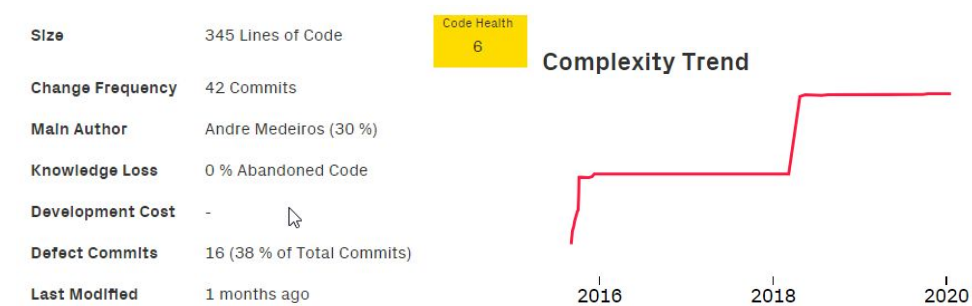 Size 345 Lines of Code
Code Health
6
Complexity Trend
Change Frequency 42 Commits
Main Author Andre Medeiros (30 %)
Knowledge Loss 0 % Abandoned Code
Development Cost -
Defect Commits 16 (38 % of Total Commits)
Last Modified 1 months ago
2016 2018 2020